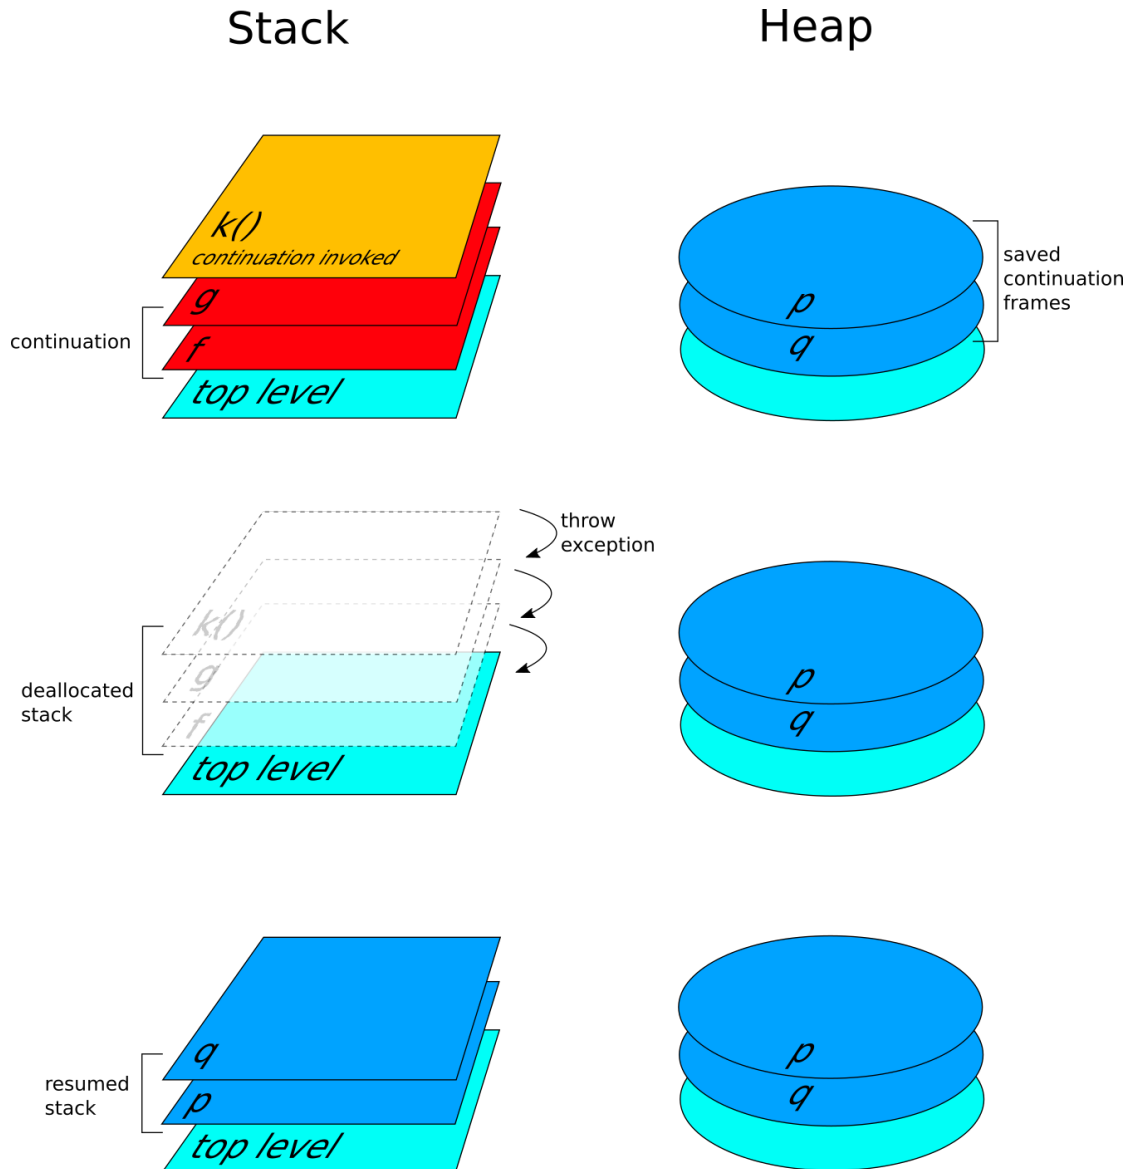 Stack
Heap
k()
continuation invoked
g
continuation
f
top level
p
q
saved
continuation
frames
throw
exception
k()
g
deallocated
stack
f
top level
p
q
q
resumed
stack
p
top level
p
q